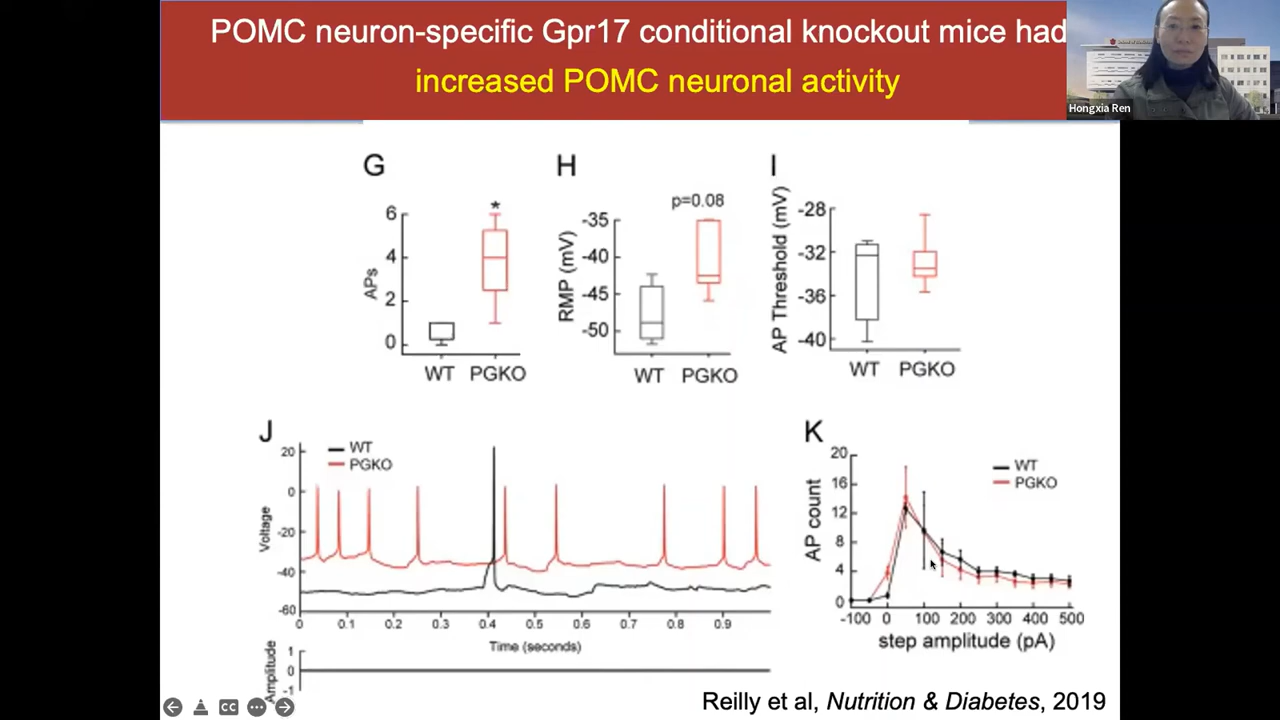 POMC neuron-specific Gpr17 conditional knockout mice had
increased POMC neuronal activity
Hongxia Ren
G
APs
6
4
2
0
*
WT
PGKO
H
p=0.08
RMP (mV)
-35
-40
-45
-50
WT
PGKO
I
AP Threshold (mV)
-28
-32
-36
-40
WT
PGKO
J
WT
PGKO
Voltage
20
0
-20
-40
-60
0 0.1 0.2 0.3 0.4 0.5 0.6 0.7 0.8 0.9
Time (seconds)
Amplitude
1
0
-1
K
WT
PGKO
AP count
20
16
12
8
4
0
-100 0 100 200 300 400 500
step amplitude (pA)
CC
Reilly et al, Nutrition & Diabetes, 2019